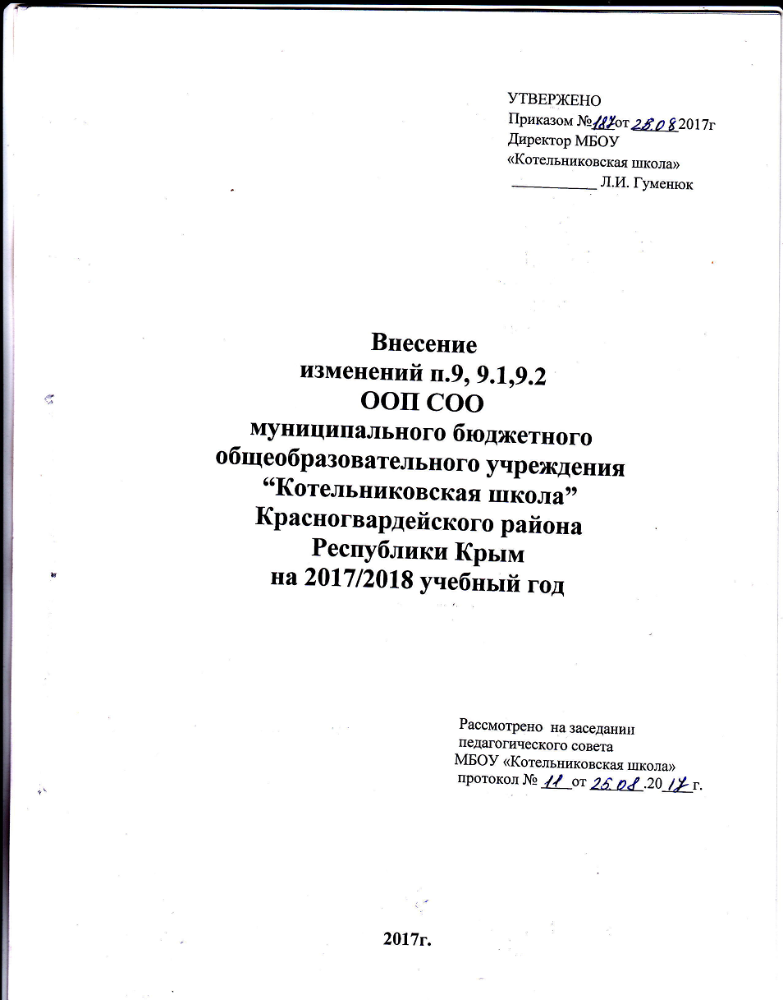 УТВЕРЖЕНО
Приказом №187от 25.08 2017г
Директор МБОУ
«Котельниковская школа»
___________ Л.И. Гуменюк
Внесение
изменений п.9, 9.1,9.2
ООП СОО
муниципального бюджетного
общеобразовательного учреждения
“Котельниковская школа”
Красногвардейского района
Республики Крым
на 2017/2018 учебный год
Рассмотрено на заседании
педагогического совета
МБОУ «Котельниковская школа»
протокол № 11 от 25.08.2017г.
2017г.